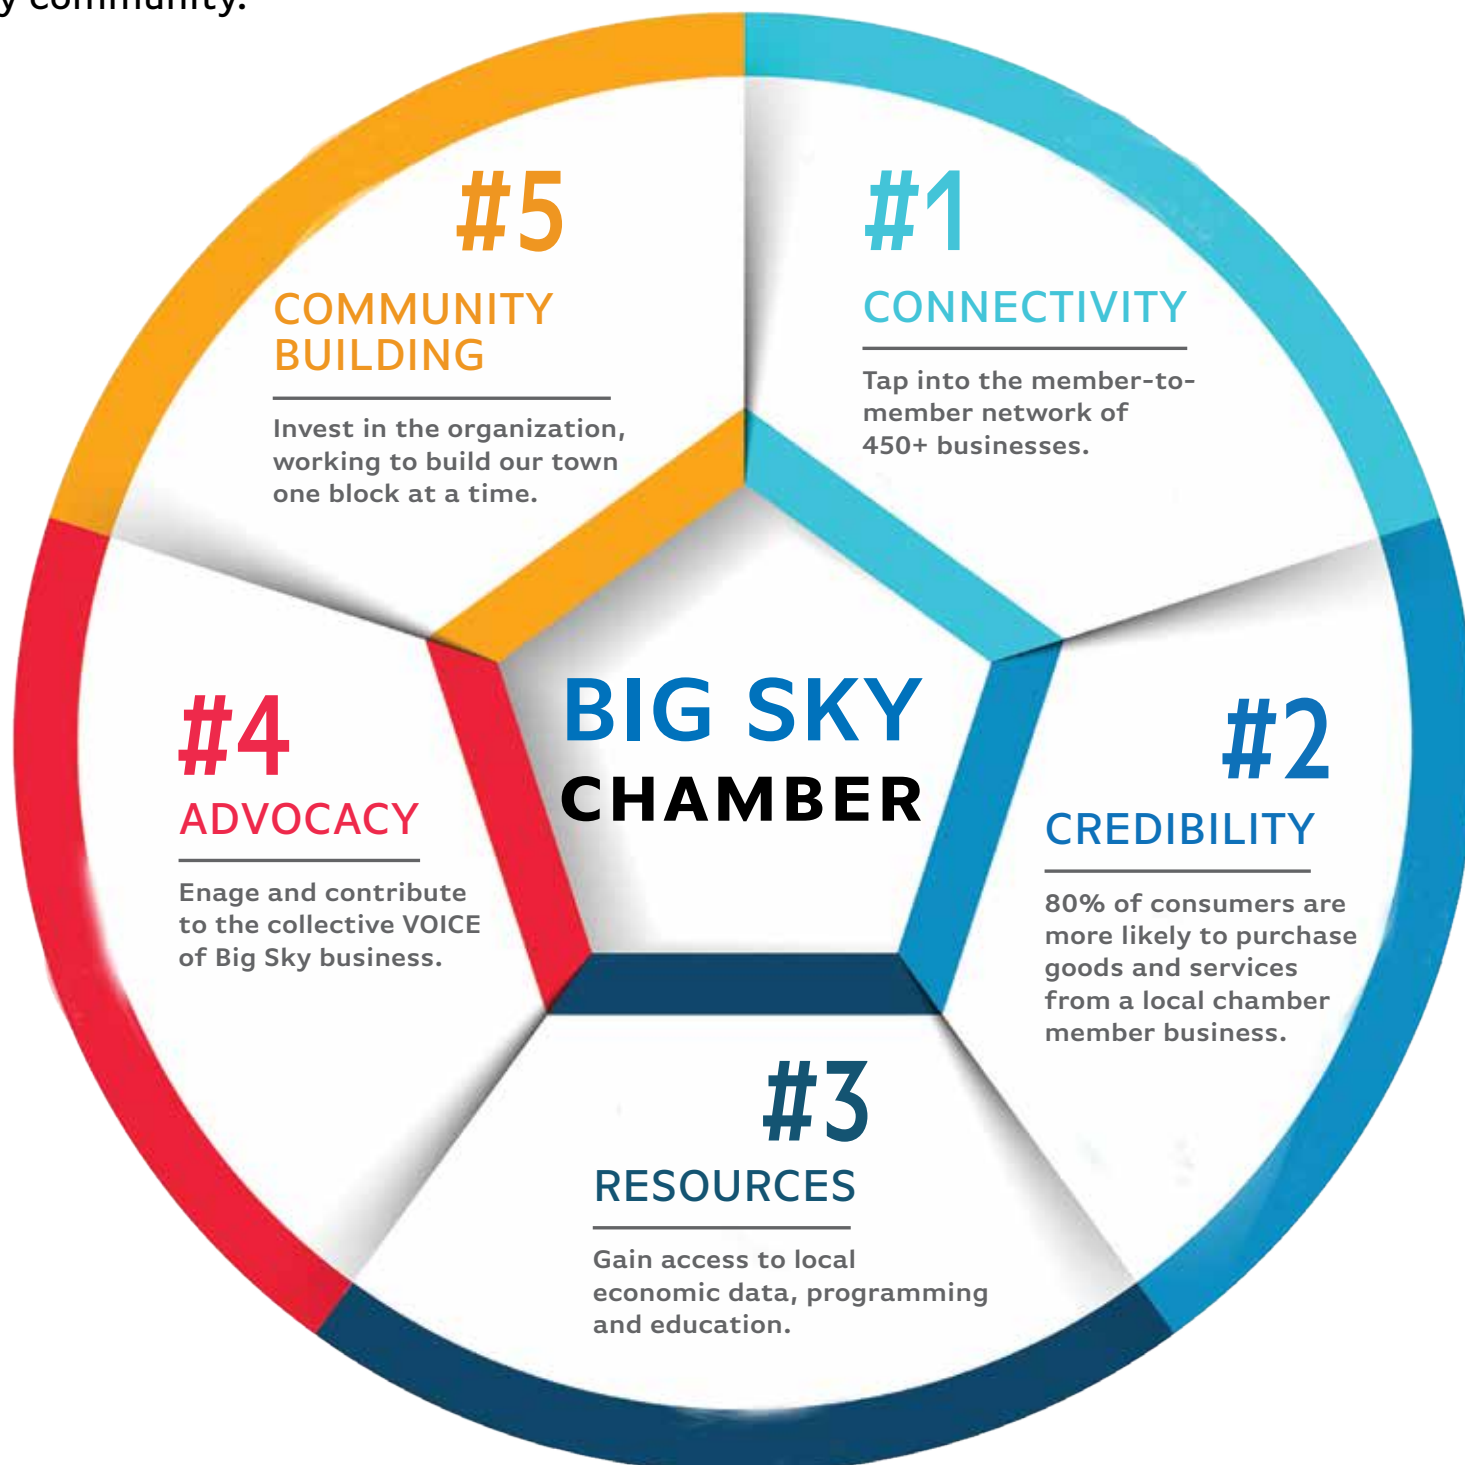 y community.
#5
COMMUNITY
BUILDING
Invest in the organization,
working to build our town
one block at a time.
#1
CONNECTIVITY
Tap into the member-to-
member network of
450+ businesses.
BIG SKY
CHAMBER
#2
CREDIBILITY
80% of consumers are
more likely to purchase
goods and services
from a local chamber
member business.
#3
RESOURCES
Gain access to local
economic data, programming
and education.
#4
ADVOCACY
Enage and contribute
to the collective VOICE
of Big Sky business.